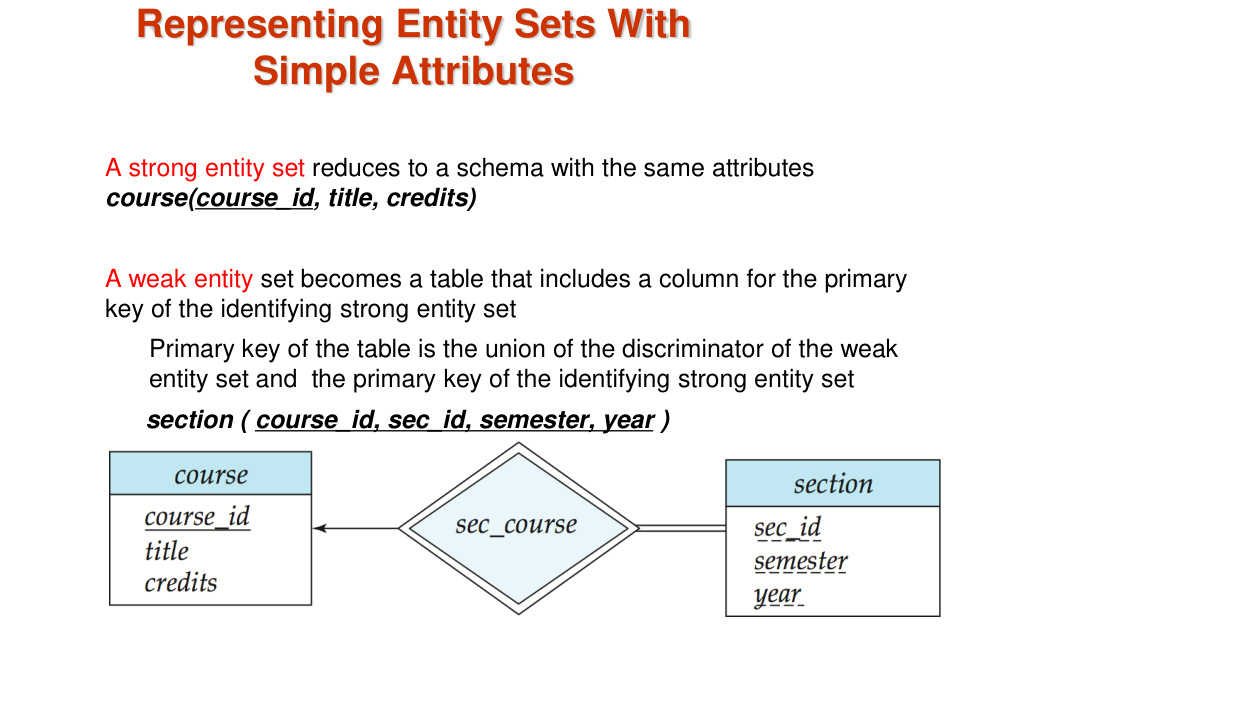 Representing Entity Sets With
Simple Attributes
A strong entity set reduces to a schema with the same attributes
course(course_id, title, credits)
A weak entity set becomes a table that includes a column for the primary
key of the identifying strong entity set
Primary key of the table is the union of the discriminator of the weak
entity set and  the primary key of the identifying strong entity set
section ( course_id, sec_id, semester, year )
course
course_id
title
credits
sec_course
section
sec_id
semester
year